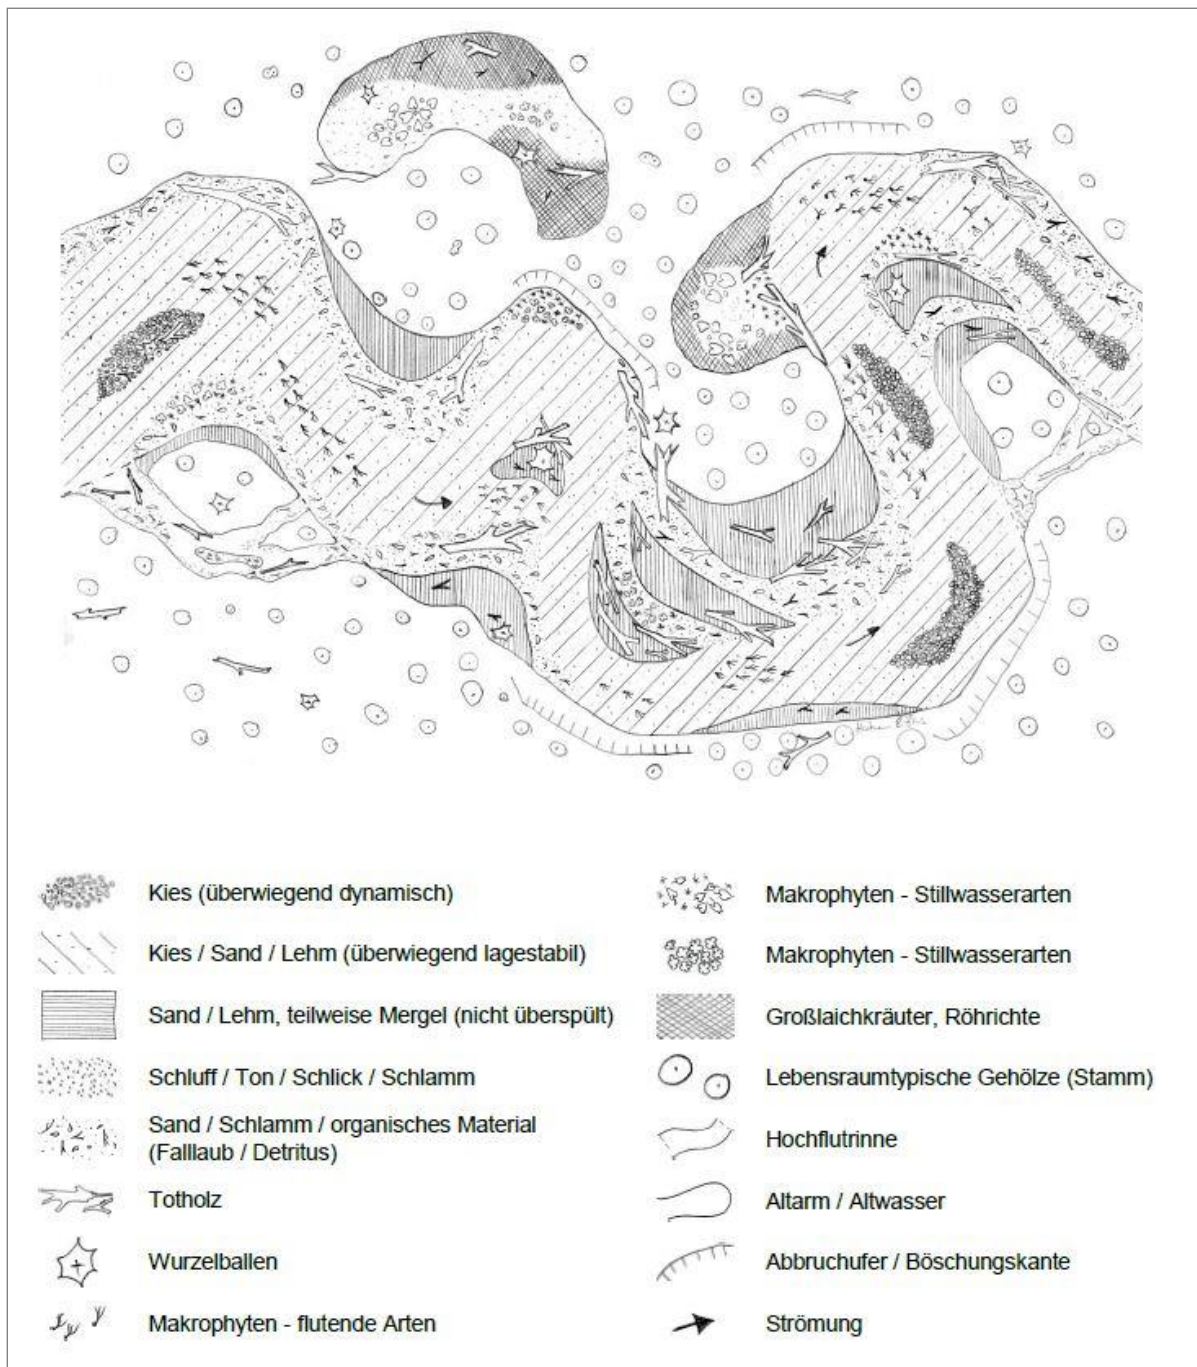 Kies (überwiegend dynamisch)
Kies / Sand / Lehm (überwiegend lagestabil)
Sand / Lehm, teilweise Mergel (nicht überspült)
Schluff / Ton / Schlick / Schlamm
Sand / Schlamm / organisches Material
(Falllaub / Detritus)
Totholz
Wurzelballen
Makrophyten - flutende Arten
Makrophyten - Stillwasserarten
Makrophyten - Stillwasserarten
Großlaichkräuter, Röhrichte
Lebensraumtypische Gehölze (Stamm)
Hochflutrinne
Altarm / Altwasser
Abbruchufer / Böschungskante
Strömung